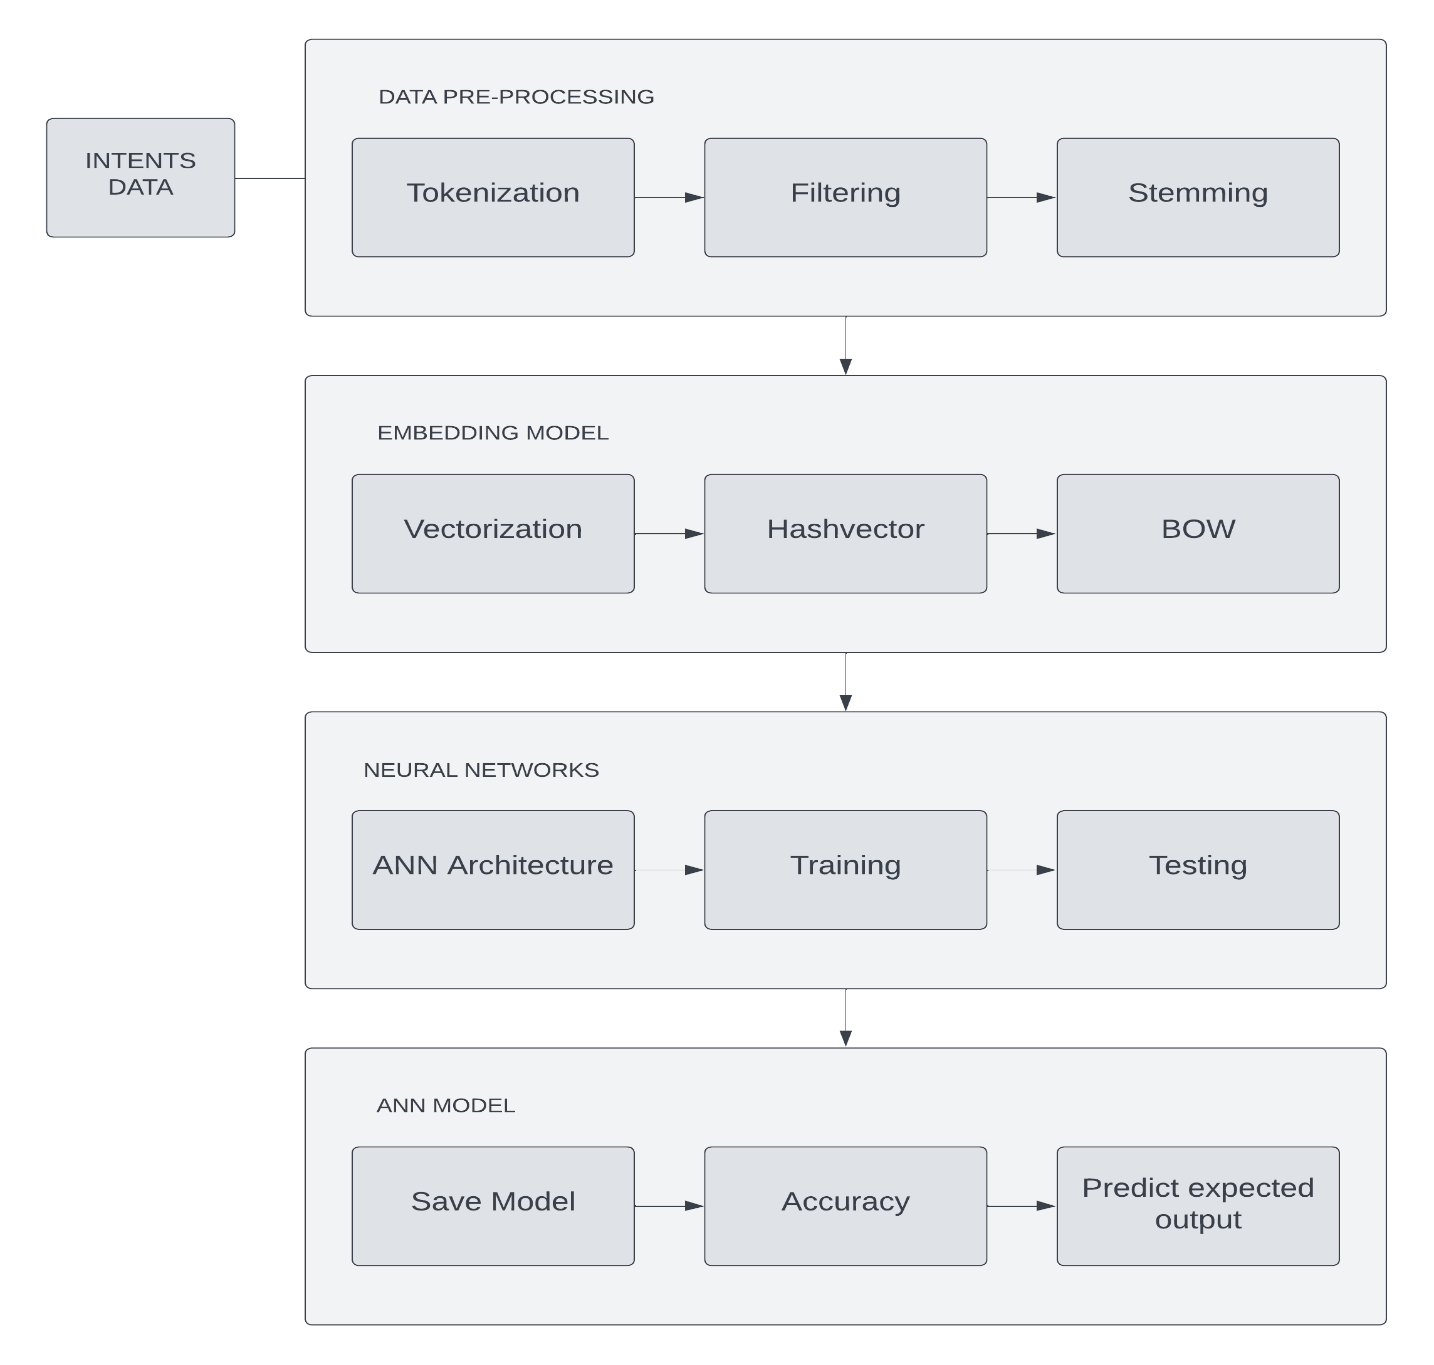 DATA PRE-PROCESSING
INTENTS
DATA
Tokenization
Filtering
Stemming
EMBEDDING MODEL
Vectorization
Hashvector
BOW
NEURAL NETWORKS
ANN Architecture
Training
Testing
ANN MODEL
Save Model
Accuracy
Predict expected
output